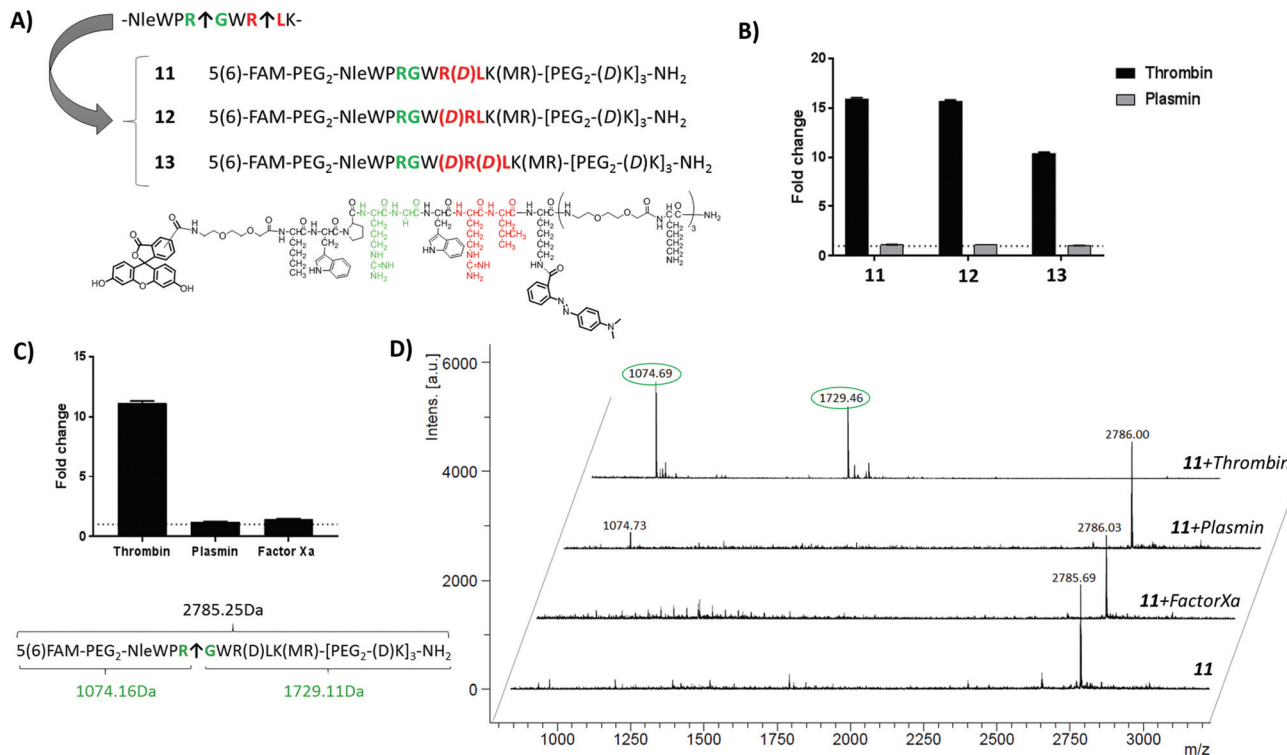 A)
-NleWPR↑GWR↑LK-
11 5(6)-FAM-PEG2-NleWPRGWR(D)LK(MR)-[PEG2-(D)K]3-NH2
12 5(6)-FAM-PEG2-NleWPRGW(D)RLK(MR)-[PEG2-(D)K]3-NH2
13 5(6)-FAM-PEG2-NleWPRGW(D)R(D)LK(MR)-[PEG2-(D)K]3-NH2
B)
Fold change
20
15
10
5
0
11 12 13
Thrombin
Plasmin
C)
Fold change
15
10
5
0
Thrombin Plasmin Factor Xa
2785.25Da
5(6)FAM-PEG2-NleWPR↑GWR(D)LK(MR)-[PEG2-(D)K]3-NH2
1074.16Da 1729.11Da
D)
Intens. [a.u.]
6000
4000
2000
0
1074.69
1729.46
2786.00
11+Thrombin
1074.73
2786.03
11+Plasmin
2785.69
11+FactorXa
11
1000 1250 1500 1750 2000 2250 2500 2750 3000
m/z